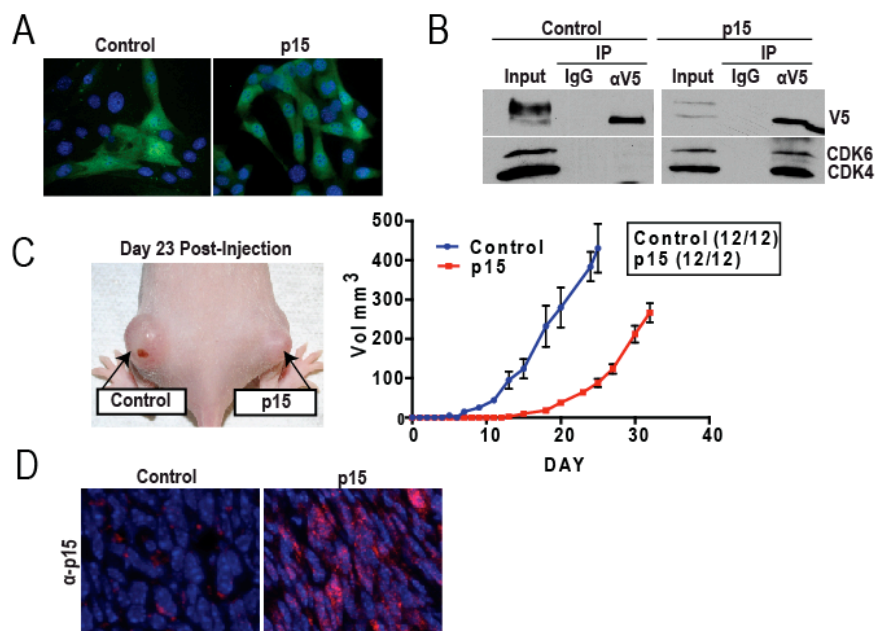 A
Control p15
B
Control p15
IP IP
Input IgG αV5 Input IgG αV5
V5
CDK6
CDK4
C
Day 23 Post-Injection
Control
p15
Vol mm3
500
400
300
200
100
0
0 10 20 30 40
DAY
Control
p15
Control (12/12)
p15 (12/12)
D
Control p15
α-p15